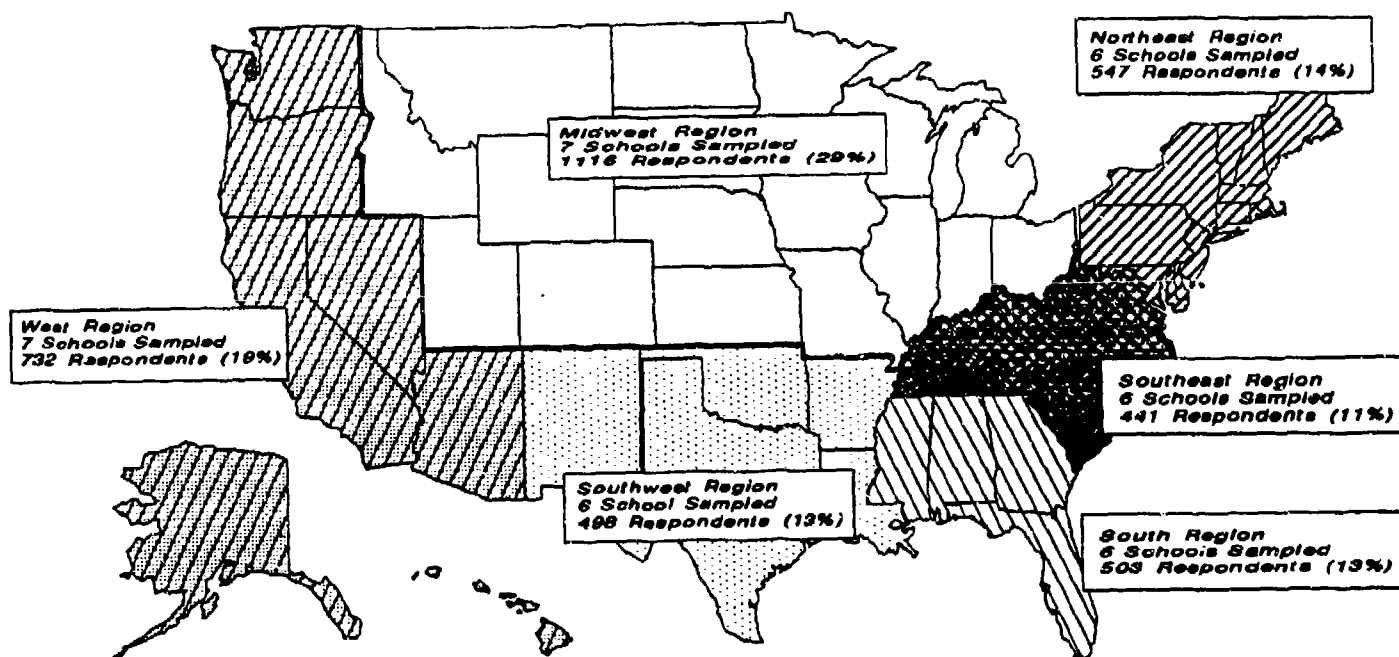 Northeast Region
6 Schools Sampled
547 Respondents (14%)
Midwest Region
7 Schools Sampled
1116 Respondents (29%)
West Region
7 Schools Sampled
732 Respondents (19%)
Southeast Region
6 Schools Sampled
441 Respondents (11%)
Southwest Region
6 School Sampled
498 Respondents (13%)
South Region
6 Schools Sampled
503 Respondents (13%)